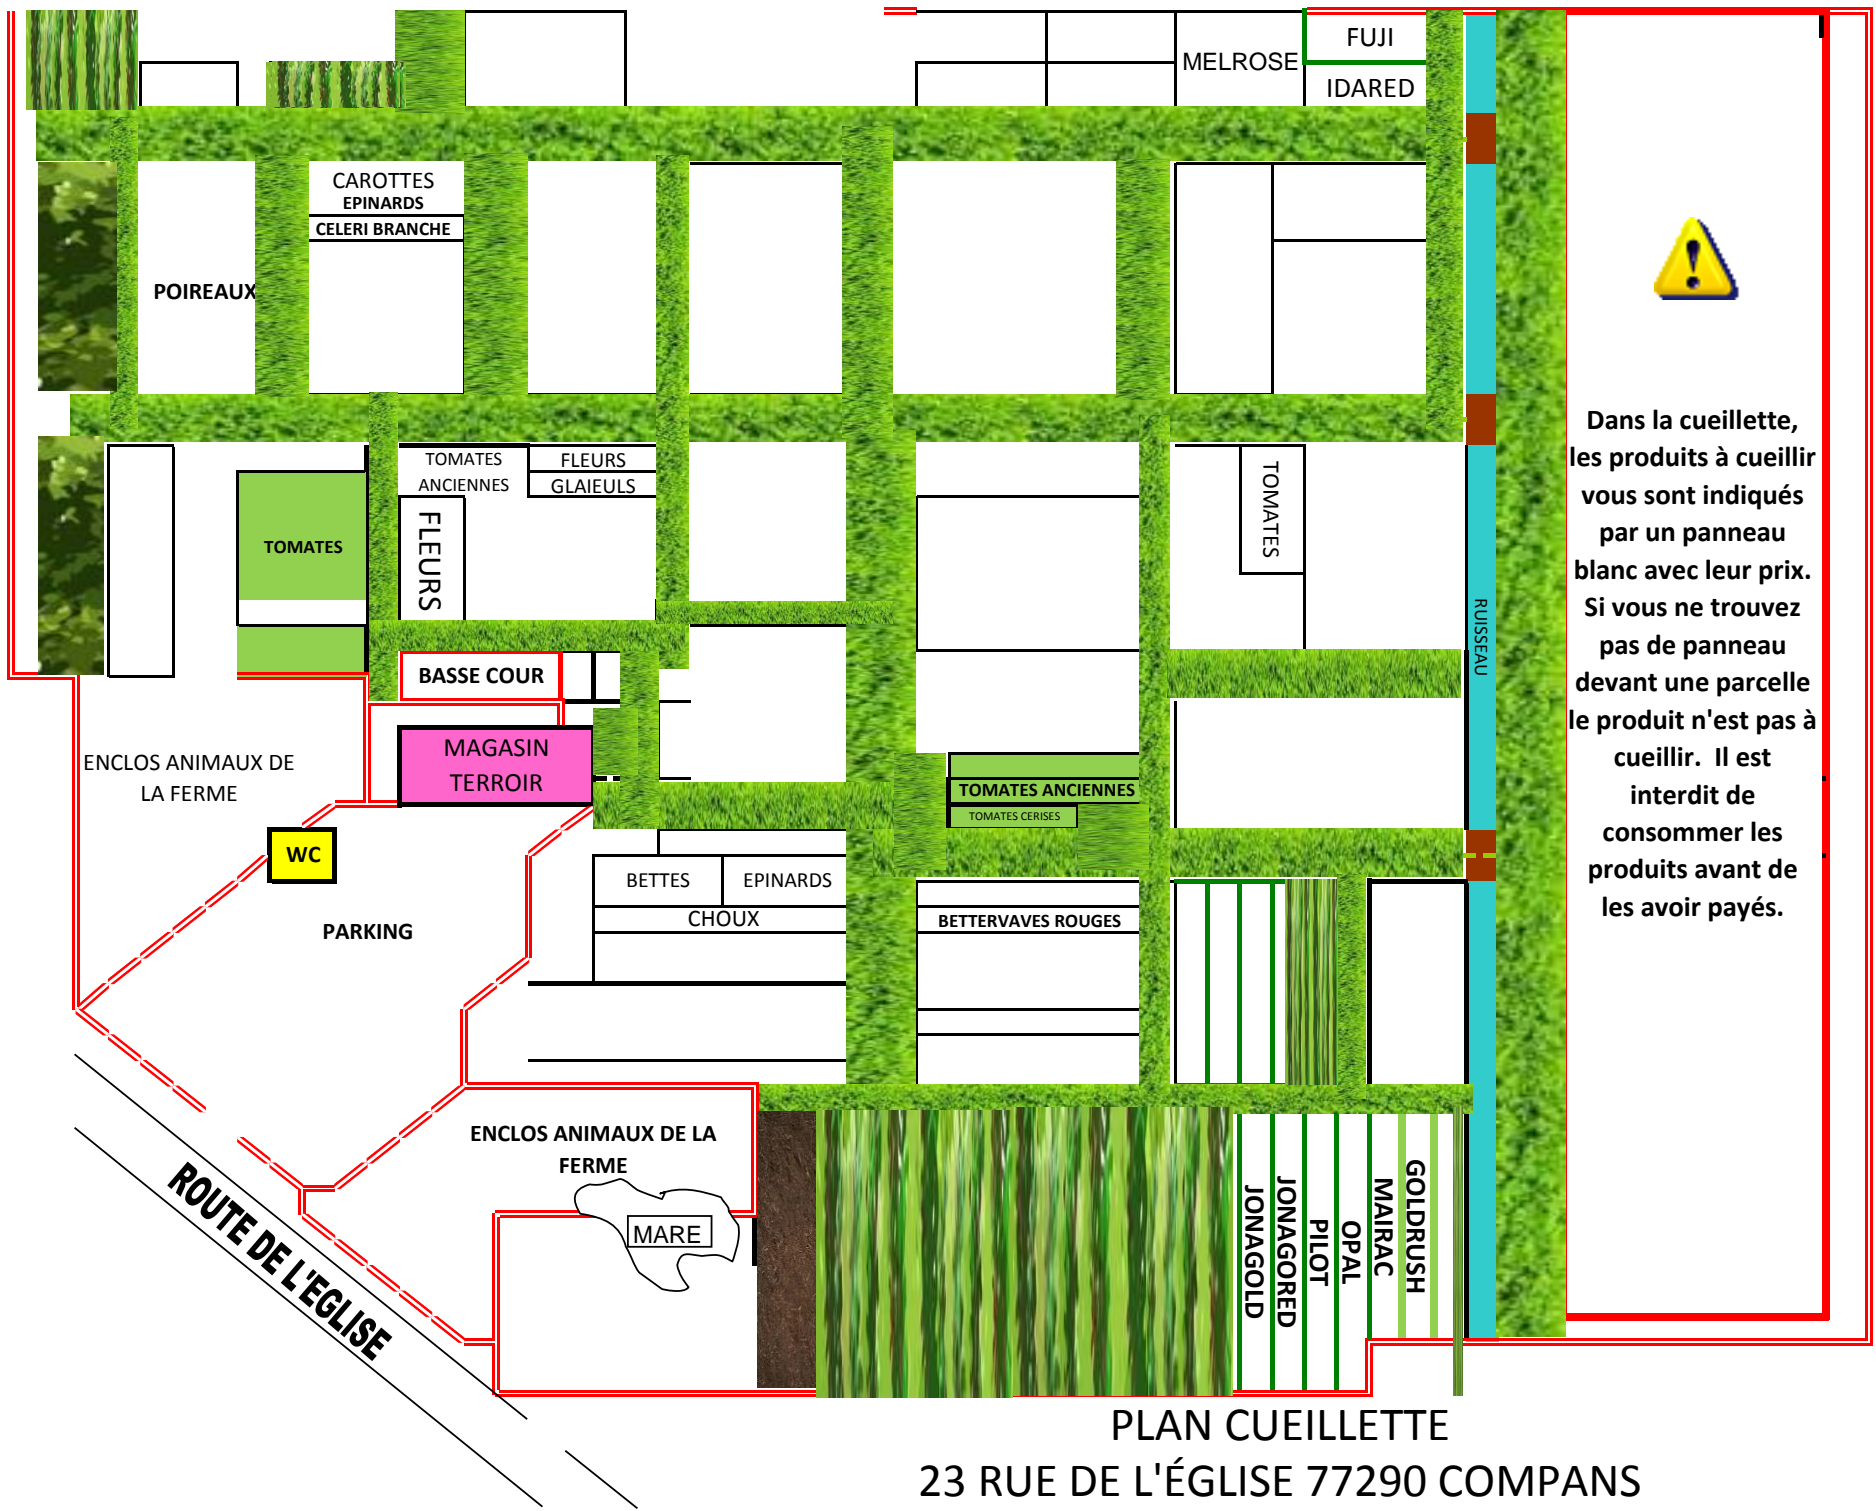 FUJI
MELROSE
IDARED
CAROTTES
EPINARDS
CELERI BRANCHE
POIREAUX
Dans la cueillette,
les produits à cueillir
vous sont indiqués
par un panneau
blanc avec leur prix.
Si vous ne trouvez
pas de panneau
devant une parcelle
le produit n'est pas à
cueillir. Il est
interdit de
consommer les
produits avant de
les avoir payés.
TOMATES
ANCIENNES
FLEURS
GLAIEULS
TOMATES
TOMATES
FLEURS
RUISSEAU
BASSE COUR
MAGASIN
TERROIR
ENCLOS ANIMAUX DE
LA FERME
TOMATES ANCIENNES
TOMATES CERISES
WC
PARKING
BETTES
EPINARDS
CHOUX
BETTERVAVES ROUGES
ENCLOS ANIMAUX DE LA
FERME
MARE
ROUTE DE L'EGLISE
JONAGOLD
JONAGORED
PILOT
OPAL
MAIRAC
GOLDRUSH
PLAN CUEILLETTE
23 RUE DE L'ÉGLISE 77290 COMPANS